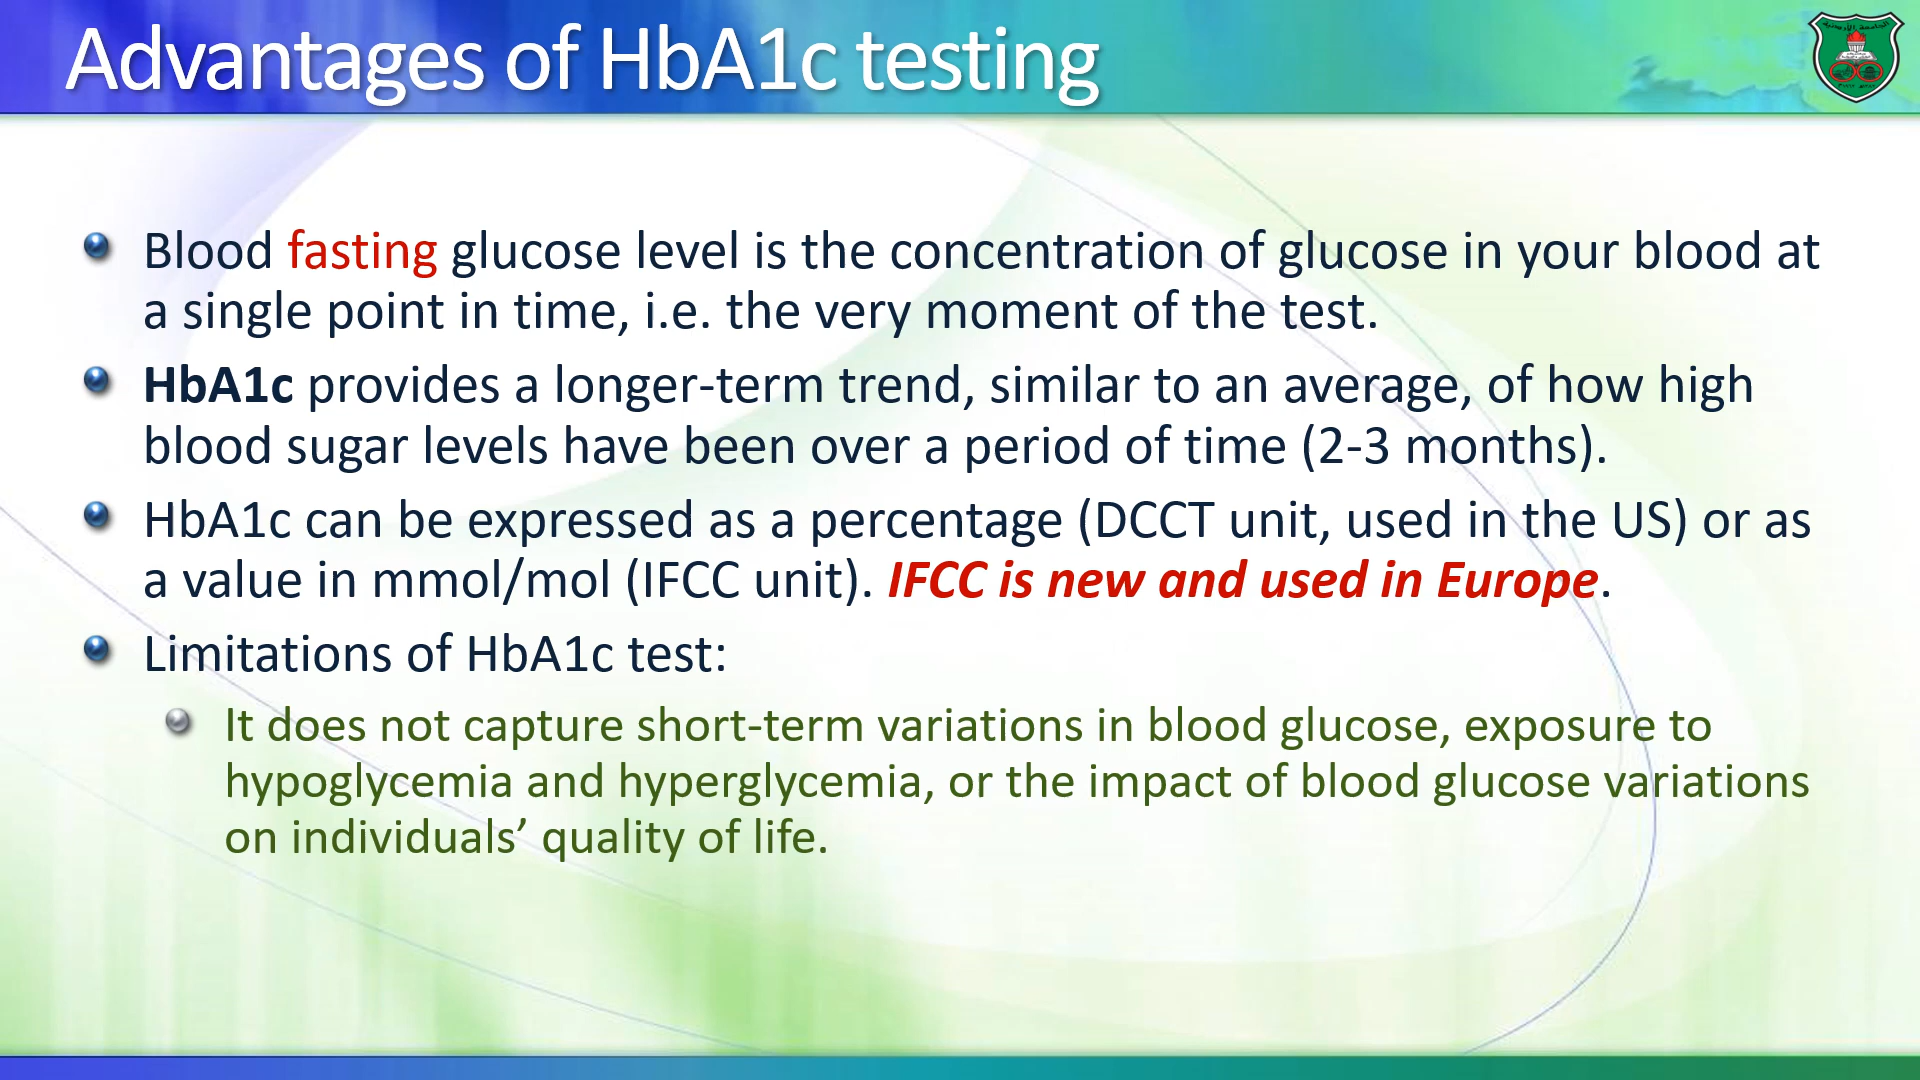 Advantages of HbA1c testing
Blood fasting glucose level is the concentration of glucose in your blood at
a single point in time, i.e. the very moment of the test.
HbA1c provides a longer-term trend, similar to an average, of how high
blood sugar levels have been over a period of time (2-3 months).
HbA1c can be expressed as a percentage (DCCT unit, used in the US) or as
a value in mmol/mol (IFCC unit). IFCC is new and used in Europe.
Limitations of HbA1c test:
It does not capture short-term variations in blood glucose, exposure to
hypoglycemia and hyperglycemia, or the impact of blood glucose variations
on individuals’ quality of life.